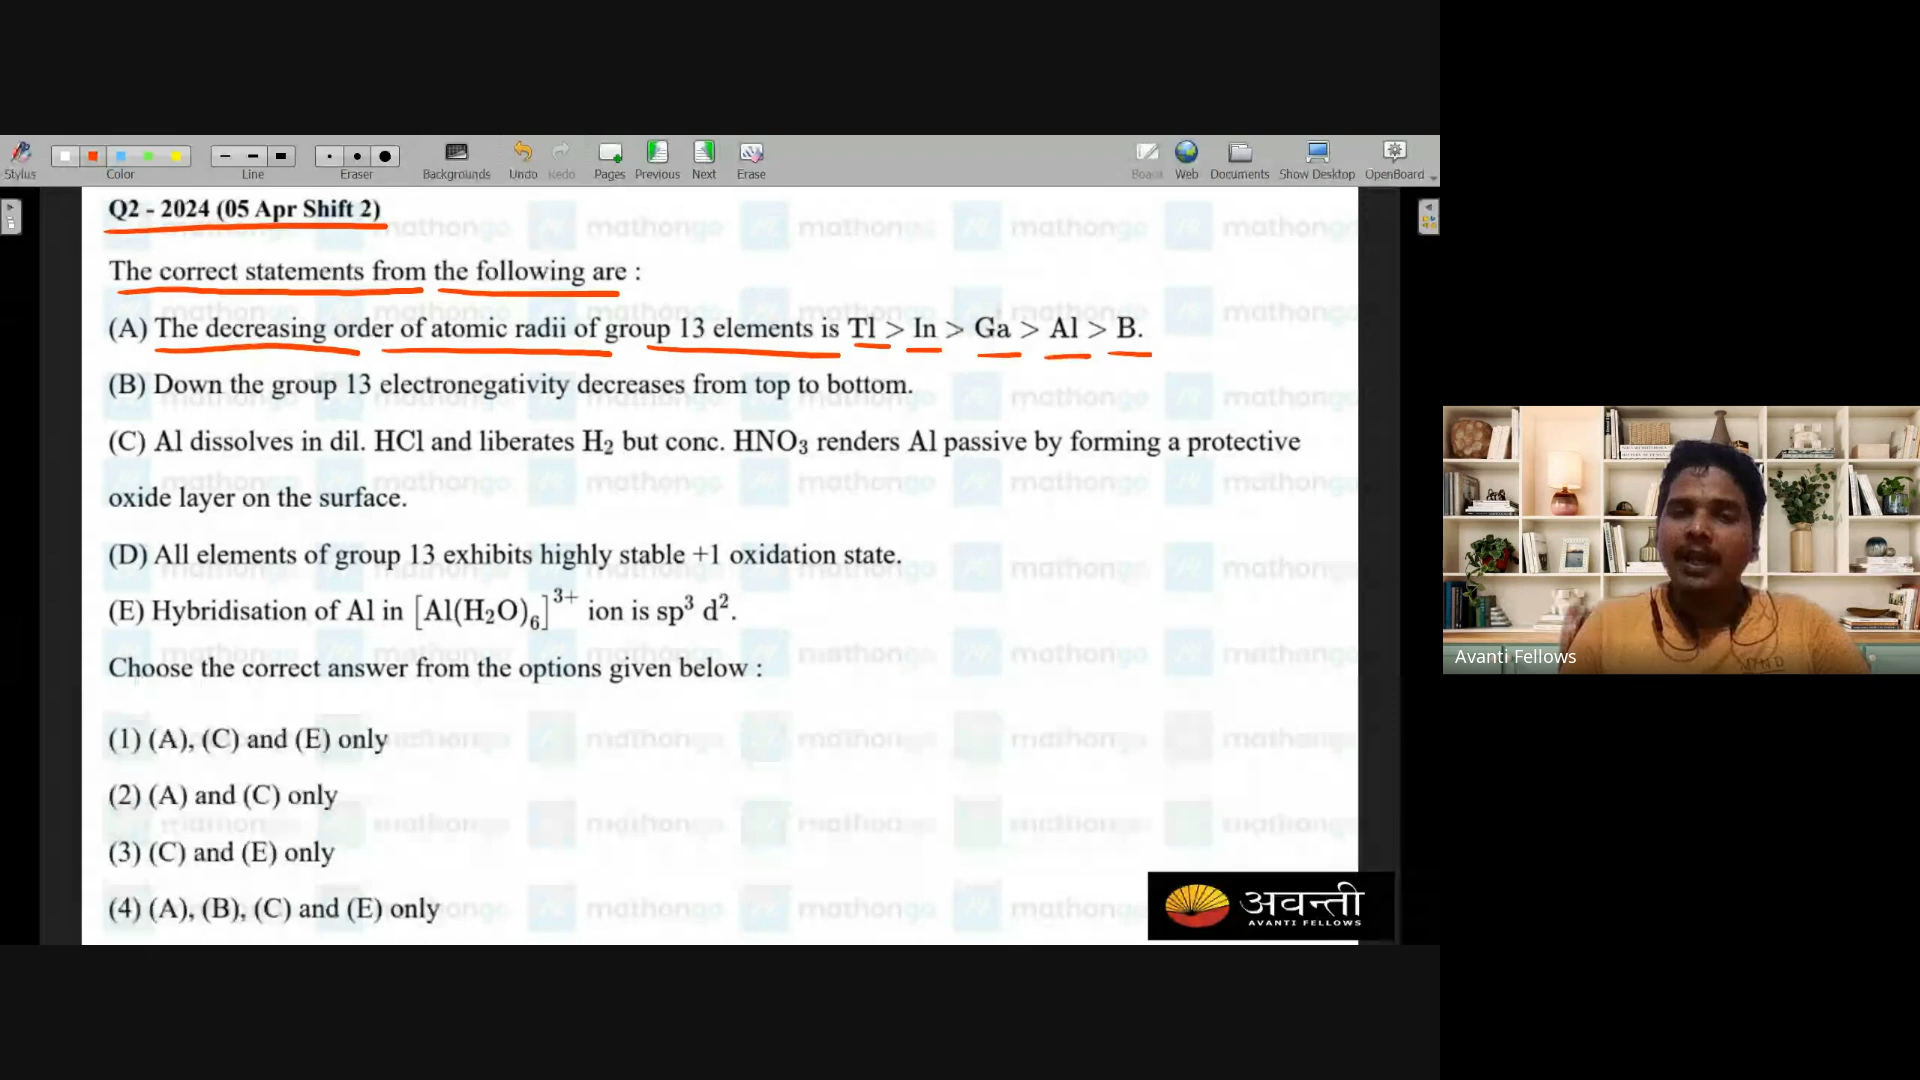 Stylus
Color
Line
Eraser
Backgrounds
Undo
Redo
Pages
Previous
Next
Erase
Board
Web
Documents
Show Desktop
OpenBoard
Q2 - 2024 (05 Apr Shift 2)
The correct statements from the following are :
(A) The decreasing order of atomic radii of group 13 elements is Tl > In > Ga > Al > B.
(B) Down the group 13 electronegativity decreases from top to bottom.
(C) Al dissolves in dil. HCl and liberates H₂ but conc. HNO₃ renders Al passive by forming a protective
oxide layer on the surface.
(D) All elements of group 13 exhibits highly stable +1 oxidation state.
(E) Hybridisation of Al in [Al(H₂O)₆]³⁺ ion is sp³ d².
Choose the correct answer from the options given below :
(1) (A), (C) and (E) only
(2) (A) and (C) only
(3) (C) and (E) only
(4) (A), (B), (C) and (E) only
mathongo
अवन्ती
AVANTI FELLOWS
Avanti Fellows